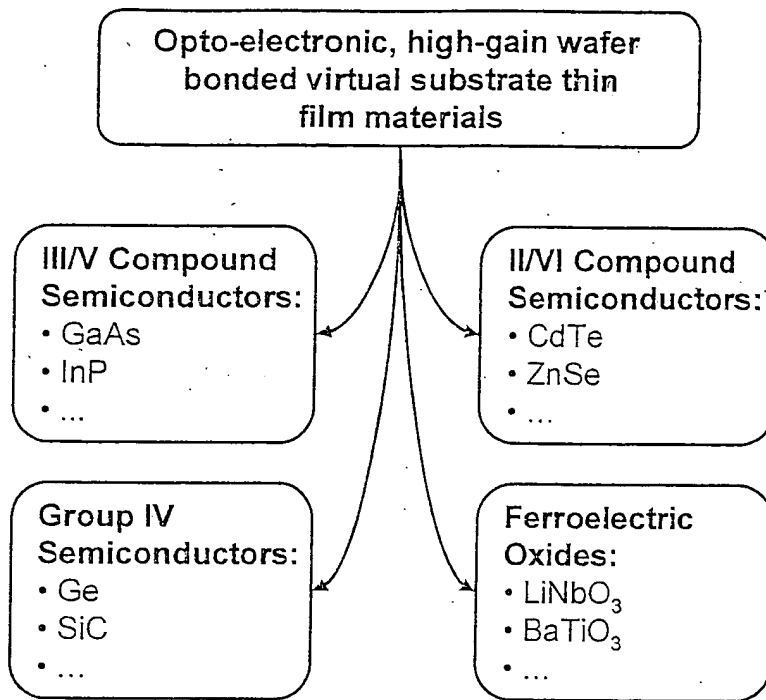 Opto-electronic, high-gain wafer
bonded virtual substrate thin
film materials
III/V Compound
Semiconductors:
• GaAs
• InP
• ...
II/VI Compound
Semiconductors:
• CdTe
• ZnSe
• ...
Group IV
Semiconductors:
• Ge
• SiC
• ...
Ferroelectric
Oxides:
• LiNbO₃
• BaTiO₃
• ...